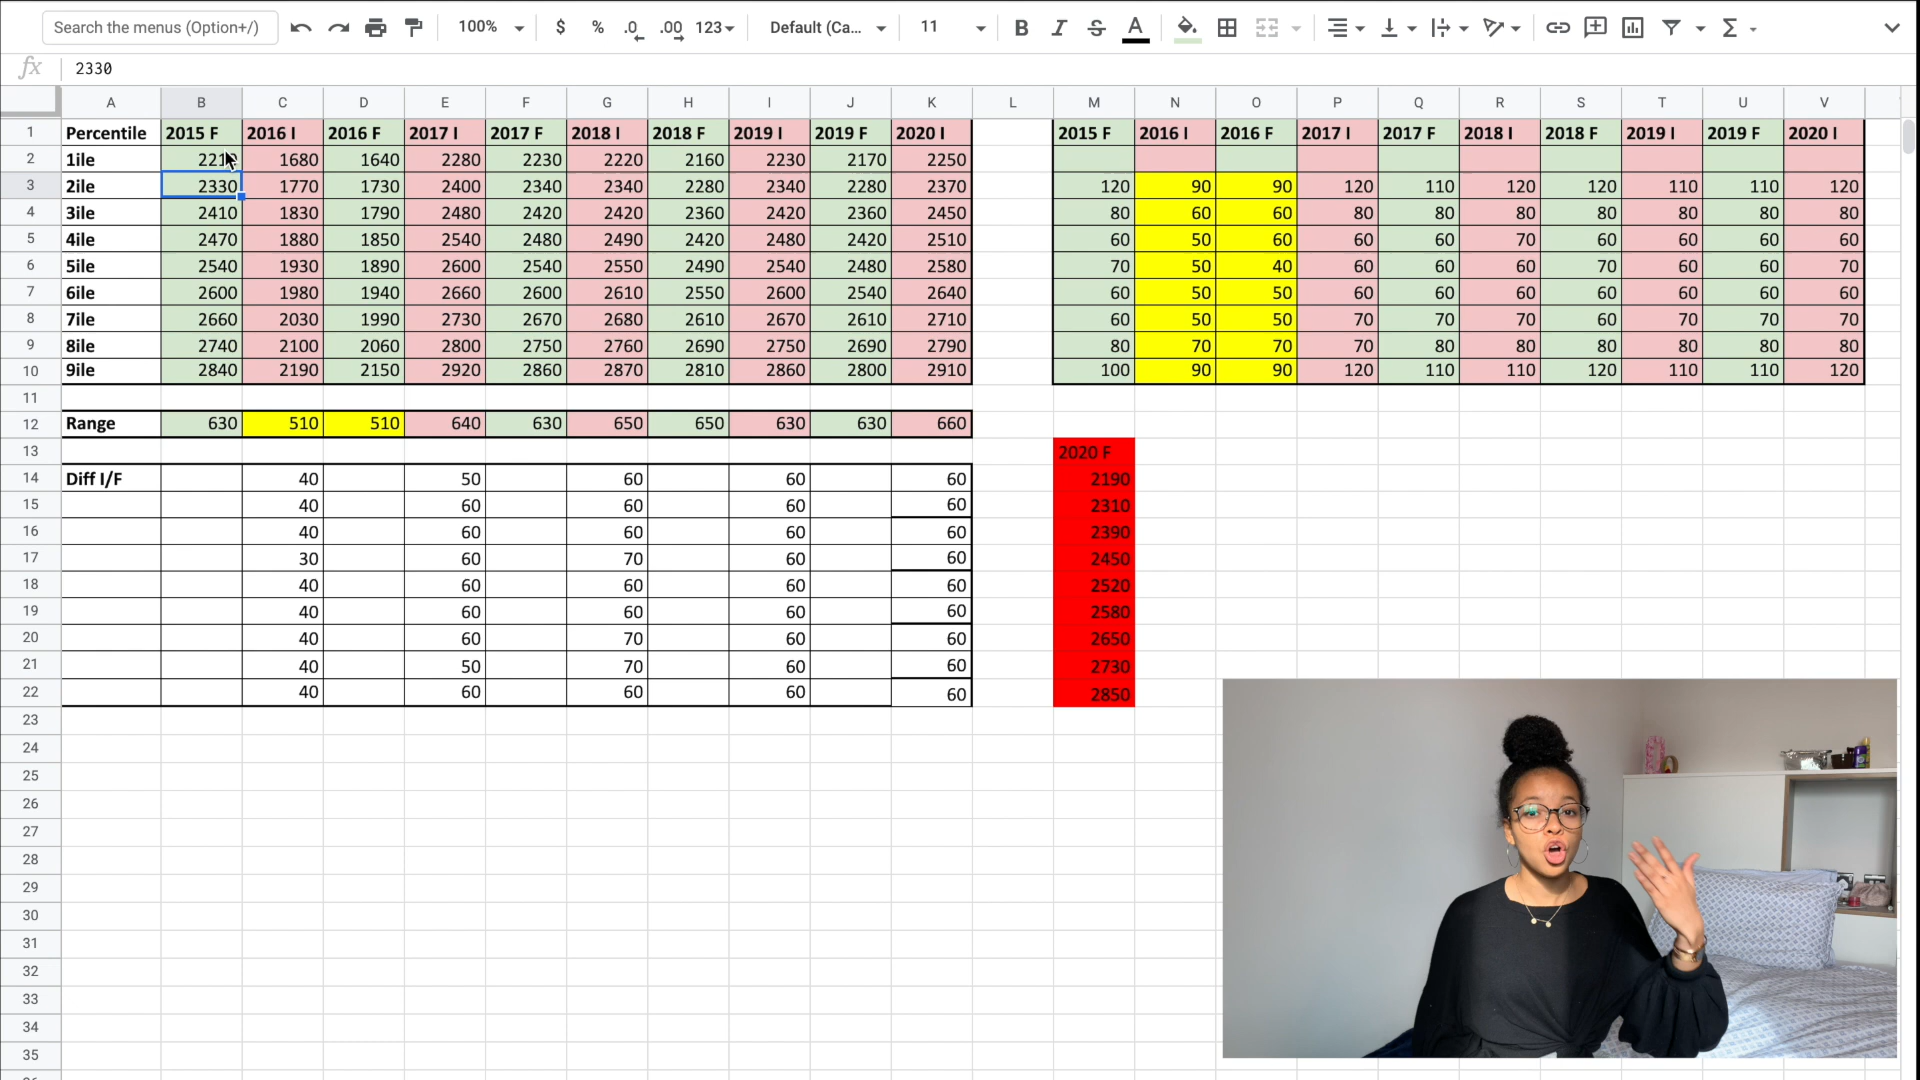 Search the menus (Option+/) 100% $ % .0 .00 123 Default (Ca... 11 B I S A Σ
fx 2330
A B C D E F G H I J K L M N O P Q R S T U V
1 Percentile 2015 F 2016 I 2016 F 2017 I 2017 F 2018 I 2018 F 2019 I 2019 F 2020 I 2015 F 2016 I 2016 F 2017 I 2017 F 2018 I 2018 F 2019 I 2019 F 2020 I
2 1ile 1680 1640 2280 2230 2220 2160 2230 2170 2250
3 2ile 2330 1770 1730 2400 2340 2340 2280 2340 2280 2370 120 90 90 120 110 120 120 110 110 120
4 3ile 2410 1830 1790 2480 2420 2420 2360 2420 2360 2450 80 60 60 80 80 80 80 80 80 80
5 4ile 2470 1880 1850 2540 2480 2490 2420 2480 2420 2510 60 50 60 60 60 70 60 60 60 60
6 5ile 2540 1930 1890 2600 2540 2550 2490 2540 2480 2580 70 50 40 60 60 60 70 60 60 70
7 6ile 2600 1980 1940 2660 2600 2610 2550 2600 2540 2640 60 50 50 60 60 60 60 60 60 60
8 7ile 2660 2030 1990 2730 2670 2680 2610 2670 2610 2710 60 50 50 70 70 70 60 70 70 70
9 8ile 2740 2100 2060 2800 2750 2760 2690 2750 2690 2790 80 70 70 70 80 80 80 80 80 80
10 9ile 2840 2190 2150 2920 2860 2870 2810 2860 2800 2910 100 90 90 120 110 110 120 110 110 120
11
12 Range 630 510 510 640 630 650 650 630 630 660
13 2020 F
14 Diff I/F 40 50 60 60 60 2190
15 40 60 60 60 60 2310
16 40 60 60 60 60 2390
17 30 60 70 60 60 2450
18 40 60 60 60 60 2520
19 40 60 60 60 60 2580
20 40 60 70 60 60 2650
21 40 50 70 60 60 2730
22 40 60 60 60 60 2850
23
24
25
26
27
28
29
30
31
32
33
34
35